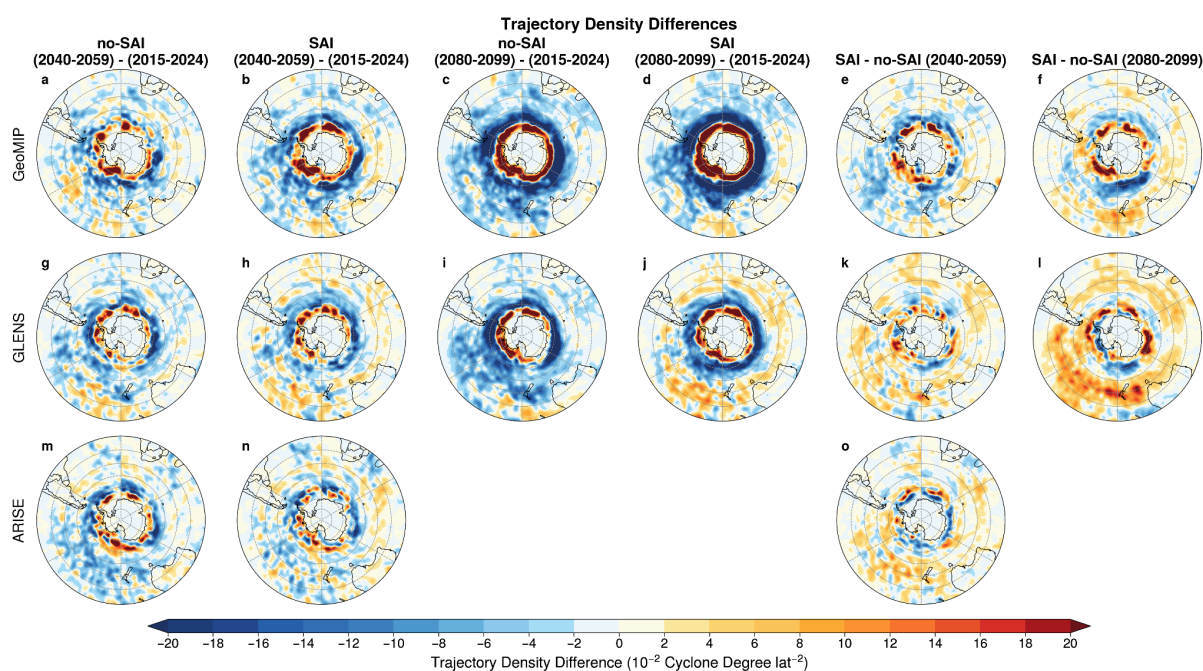 Trajectory Density Differences
no-SAI
(2040-2059) - (2015-2024)
SAI
(2040-2059) - (2015-2024)
no-SAI
(2080-2099) - (2015-2024)
SAI
(2080-2099) - (2015-2024)
SAI - no-SAI (2040-2059)
SAI - no-SAI (2080-2099)
a
b
c
d
e
f
GeoMIP
g
h
i
j
k
l
GLENS
m
n
o
ARISE
−20 −18 −16 −14 −12 −10 −8 −6 −4 −2 0 2 4 6 8 10 12 14 16 18 20
Trajectory Density Difference (10⁻² Cyclone Degree lat⁻²)